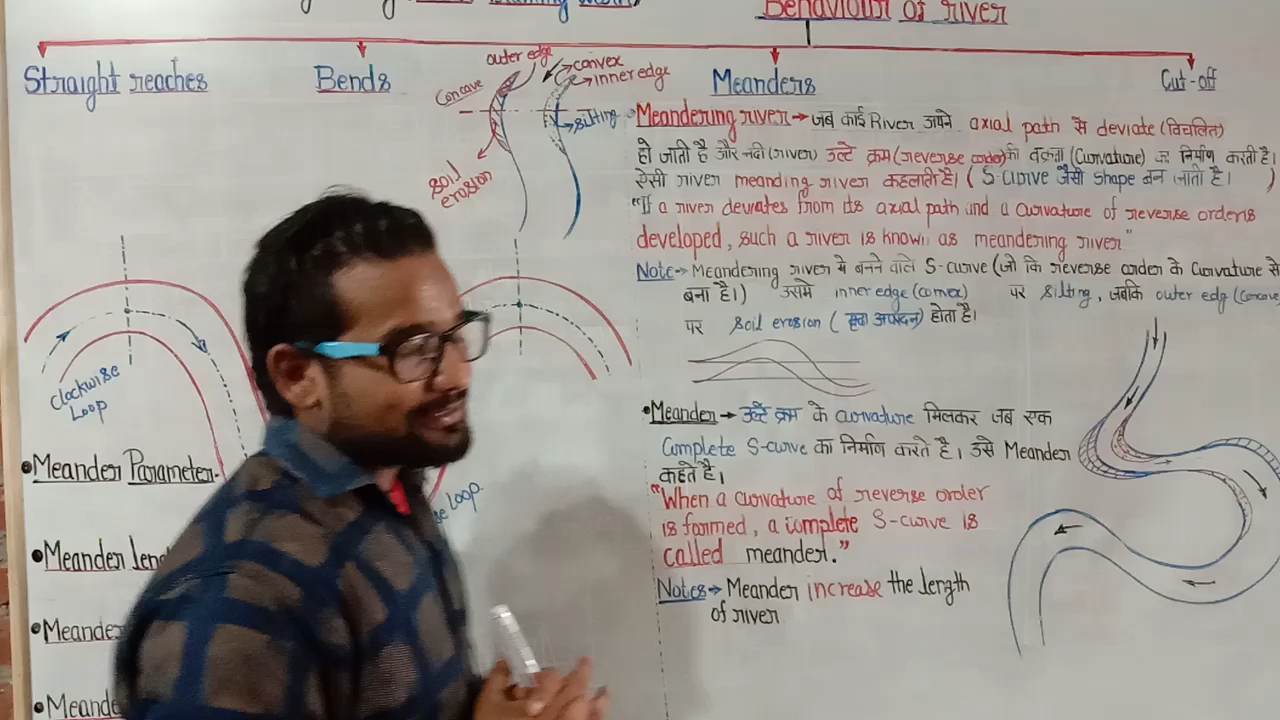 Behaviour of river
Straight reaches
Bends
Meanders
Cut-off
Concave
outer edge
convex
inner edge
silting
soil
erosion
Meandering river → जब कोई River अपने axial path से deviate (विचलित)
हो जाती है और नदी (river) उल्टे क्रम (reverse order) की वक्रता (Curvature) का निर्माण करती है।
ऐसी river meanding river कहलाती है। ( S-curve जैसी shape बन जाती है। )
"If a river deviates from its axial path and a curvature of reverse order is
developed, such a river is known as meandering river"
Note → Meandering river में बनने वाले S-curve (जो कि reverse order के curvature से
बना है।) उसमें inner edge (convex) पर silting, जबकि outer edg (concave
पर soil erosion ( अपरदन) होता है।
• Meander → उल्टे क्रम के curvature मिलकर जब एक
Complete S-curve का निर्माण करते है। उसे Meander
कहते है।
"When a curvature of reverse order
is formed, a complete S-curve is
called meander."
Notes → Meander increase the length
of river
Clockwise
Loop
Loop.
• Meander Parameter
• Meander len
• Meande
• Meande